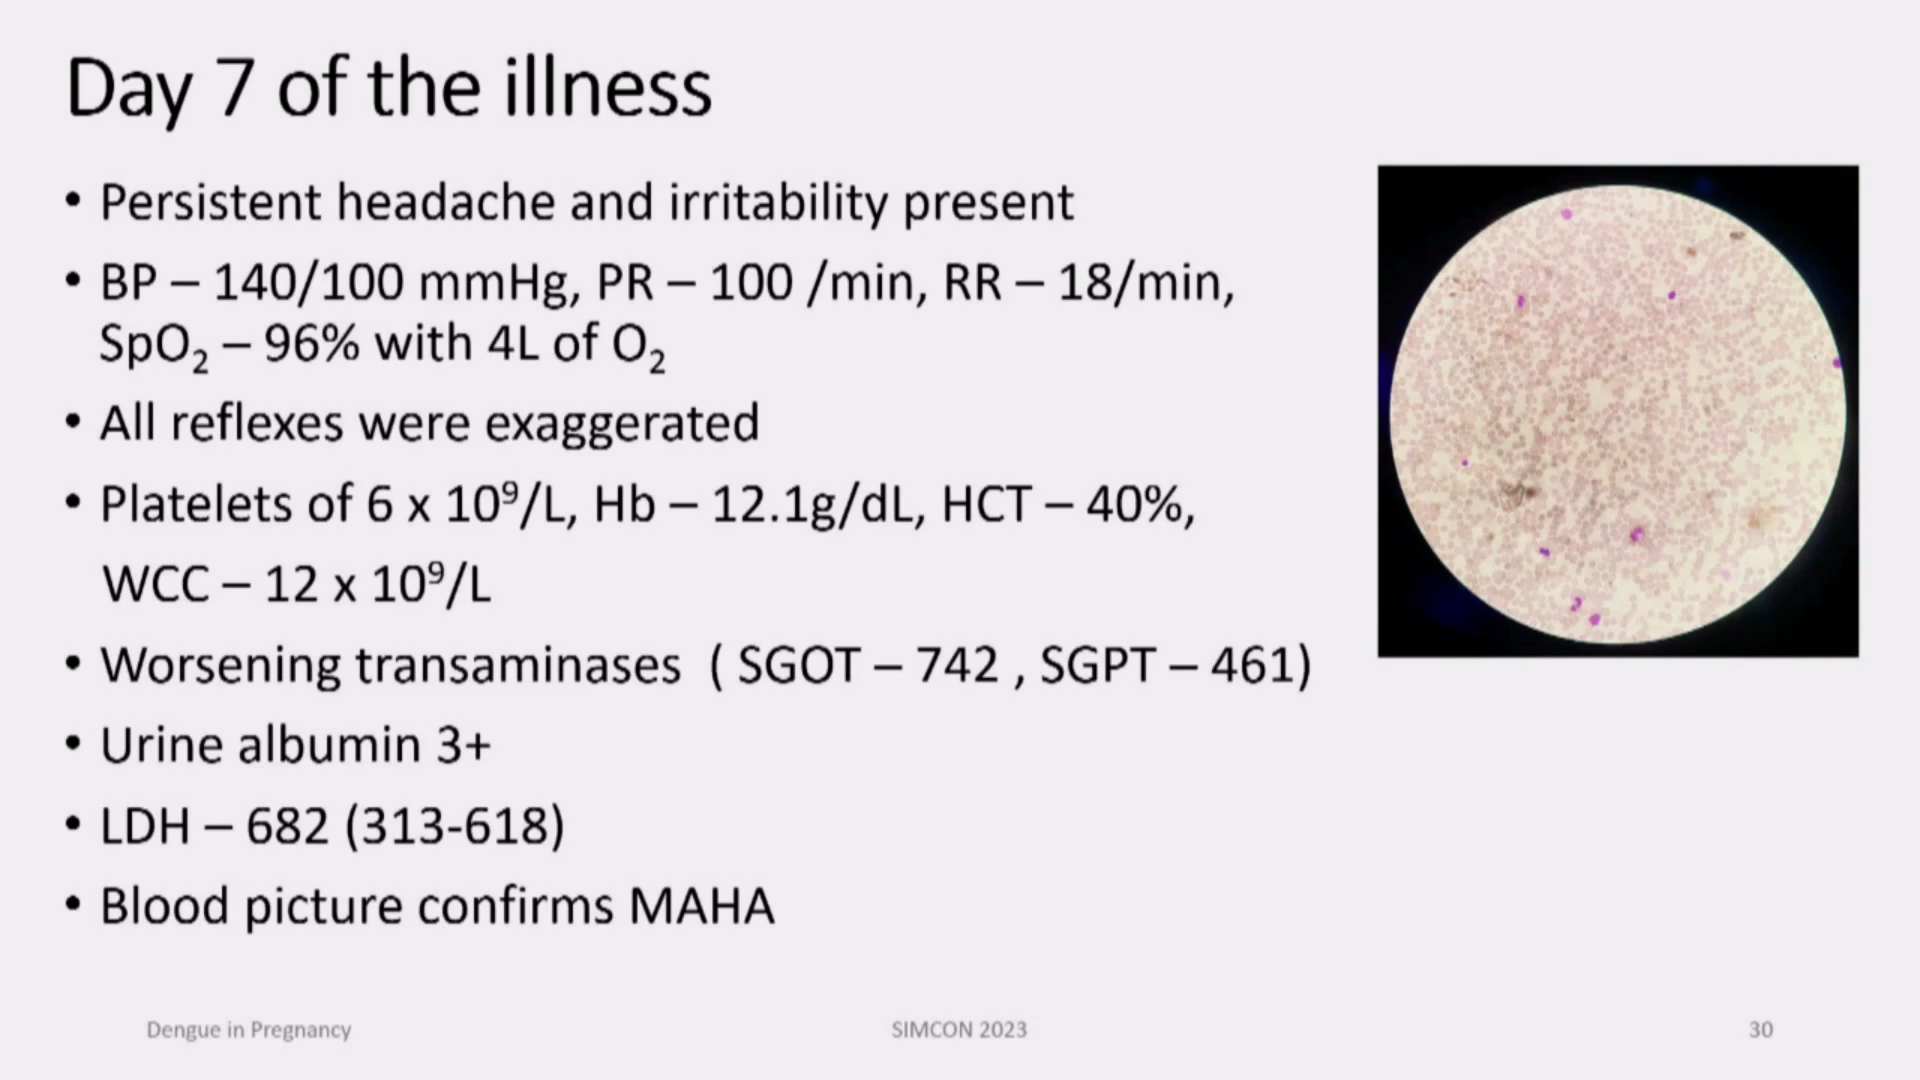 Day 7 of the illness
• Persistent headache and irritability present
• BP – 140/100 mmHg, PR – 100 /min, RR – 18/min,
SpO₂ – 96% with 4L of O₂
• All reflexes were exaggerated
• Platelets of 6 x 10⁹/L, Hb – 12.1g/dL, HCT – 40%,
WCC – 12 x 10⁹/L
• Worsening transaminases ( SGOT – 742 , SGPT – 461)
• Urine albumin 3+
• LDH – 682 (313-618)
• Blood picture confirms MAHA
Dengue in Pregnancy
SIMCON 2023
30